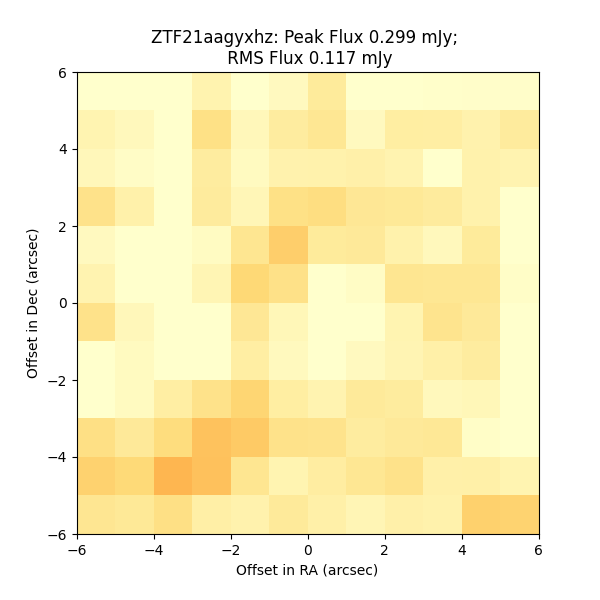 ZTF21aagyxhz: Peak Flux 0.299 mJy;
RMS Flux 0.117 mJy
6
4
2
0
−2
−4
−6
Offset in Dec (arcsec)
−6 −4 −2 0 2 4 6
Offset in RA (arcsec)